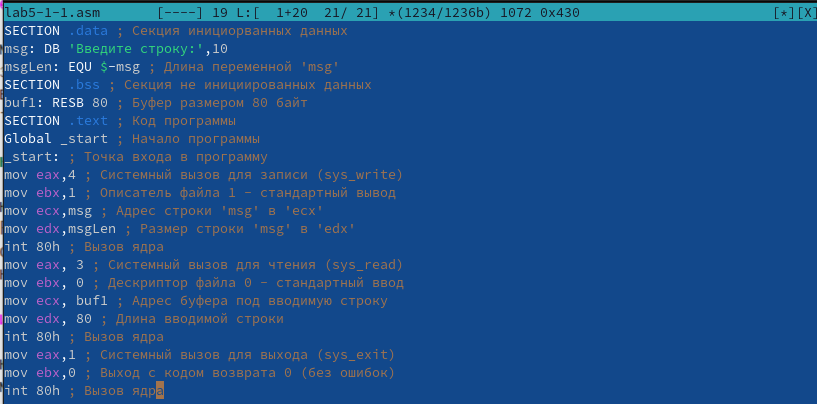 lab5-1-1.asm [----] 19 L:[ 1+20 21/ 21] *(1234/1236b) 1072 0x430 [*][X]
SECTION .data ; Секция инициорванных данных
msg: DB 'Введите строку:',10
msgLen: EQU $-msg ; Длина переменной 'msg'
SECTION .bss ; Секция не инициированных данных
buf1: RESB 80 ; Буфер размером 80 байт
SECTION .text ; Код программы
Global _start ; Начало программы
_start: ; Точка входа в программу
mov eax,4 ; Системный вызов для записи (sys_write)
mov ebx,1 ; Описатель файла 1 - стандартный вывод
mov ecx,msg ; Адрес строки 'msg' в 'ecx'
mov edx,msgLen ; Размер строки 'msg' в 'edx'
int 80h ; Вызов ядра
mov eax, 3 ; Системный вызов для чтения (sys_read)
mov ebx, 0 ; Дескриптор файла 0 - стандартный ввод
mov ecx, buf1 ; Адрес буфера под вводимую строку
mov edx, 80 ; Длина вводимой строки
int 80h ; Вызов ядра
mov eax,1 ; Системный вызов для выхода (sys_exit)
mov ebx,0 ; Выход с кодом возврата 0 (без ошибок)
int 80h ; Вызов ядра